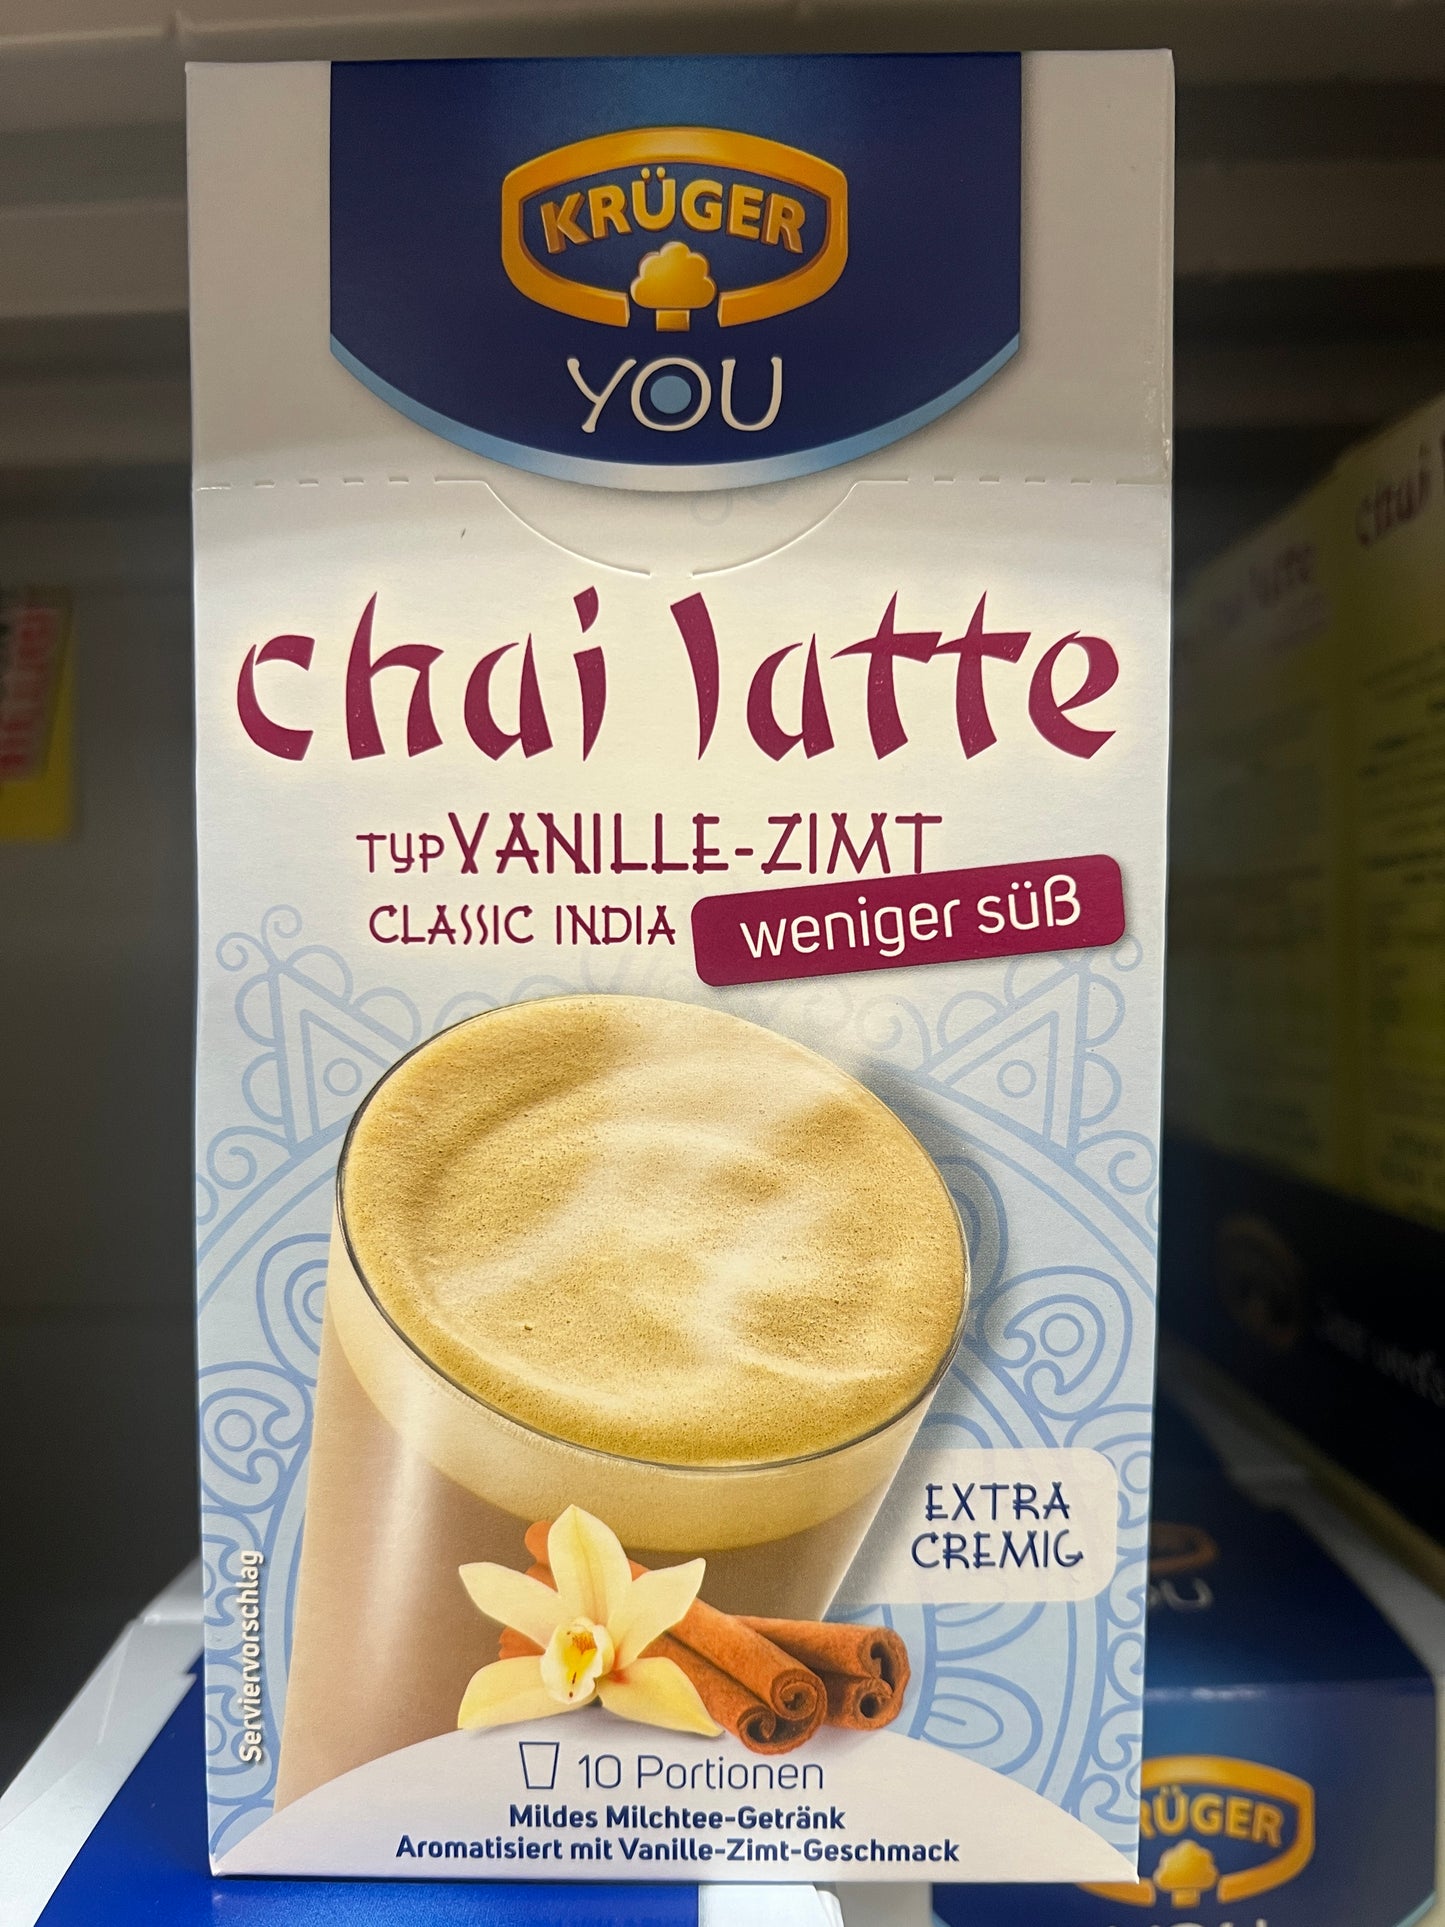 KRÜGER
YOU
chai latte
TYP VANILLE-ZIMT
CLASSIC INDIA
weniger süß
EXTRA
CREMIG
Serviervorschlag
10 Portionen
Mildes Milchtee-Getränk
Aromatisiert mit Vanille-Zimt-Geschmack
chai